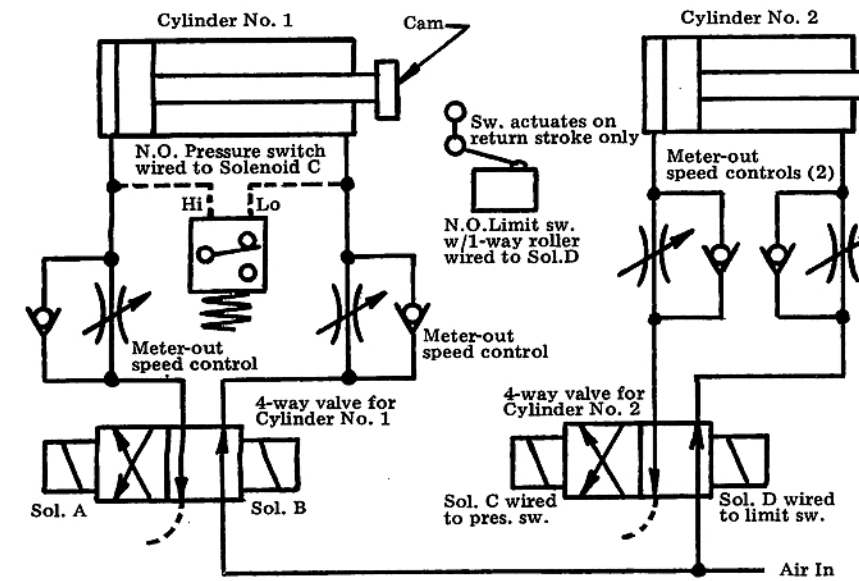 Cylinder No. 1
Cam
Cylinder No. 2
Sw. actuates on
return stroke only
N.O. Pressure switch
wired to Solenoid C
Hi
Lo
N.O.Limit sw.
w/1-way roller
wired to Sol.D
Meter-out
speed controls (2)
Meter-out
speed control
Meter-out
speed control
4-way valve for
Cylinder No. 1
4-way valve for
Cylinder No. 2
Sol. A
Sol. B
Sol. C wired
to pres. sw.
Sol. D wired
to limit sw.
Air In